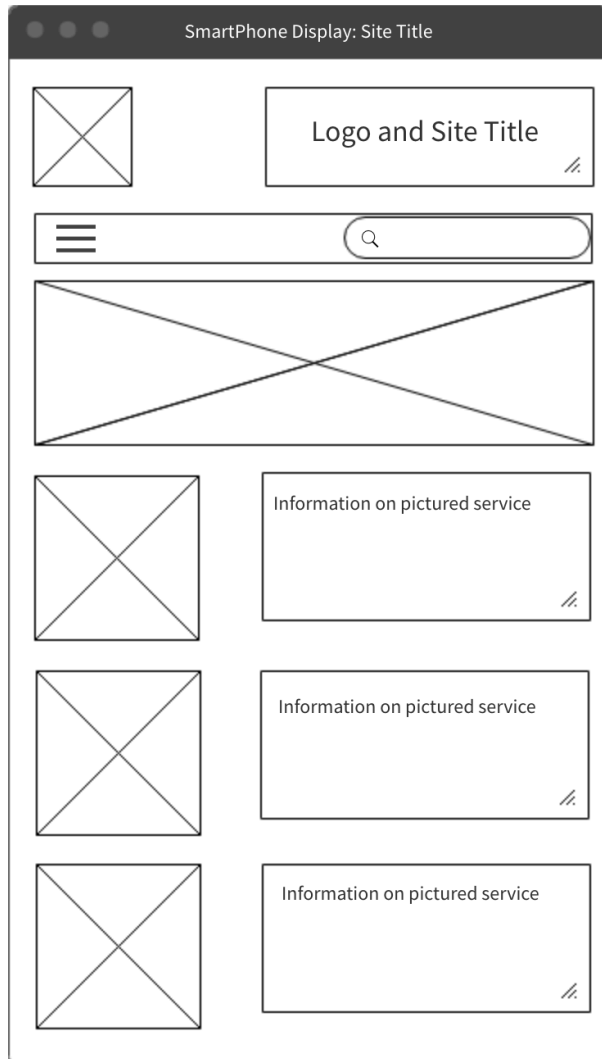 SmartPhone Display: Site Title
Logo and Site Title
Information on pictured service
Information on pictured service
Information on pictured service